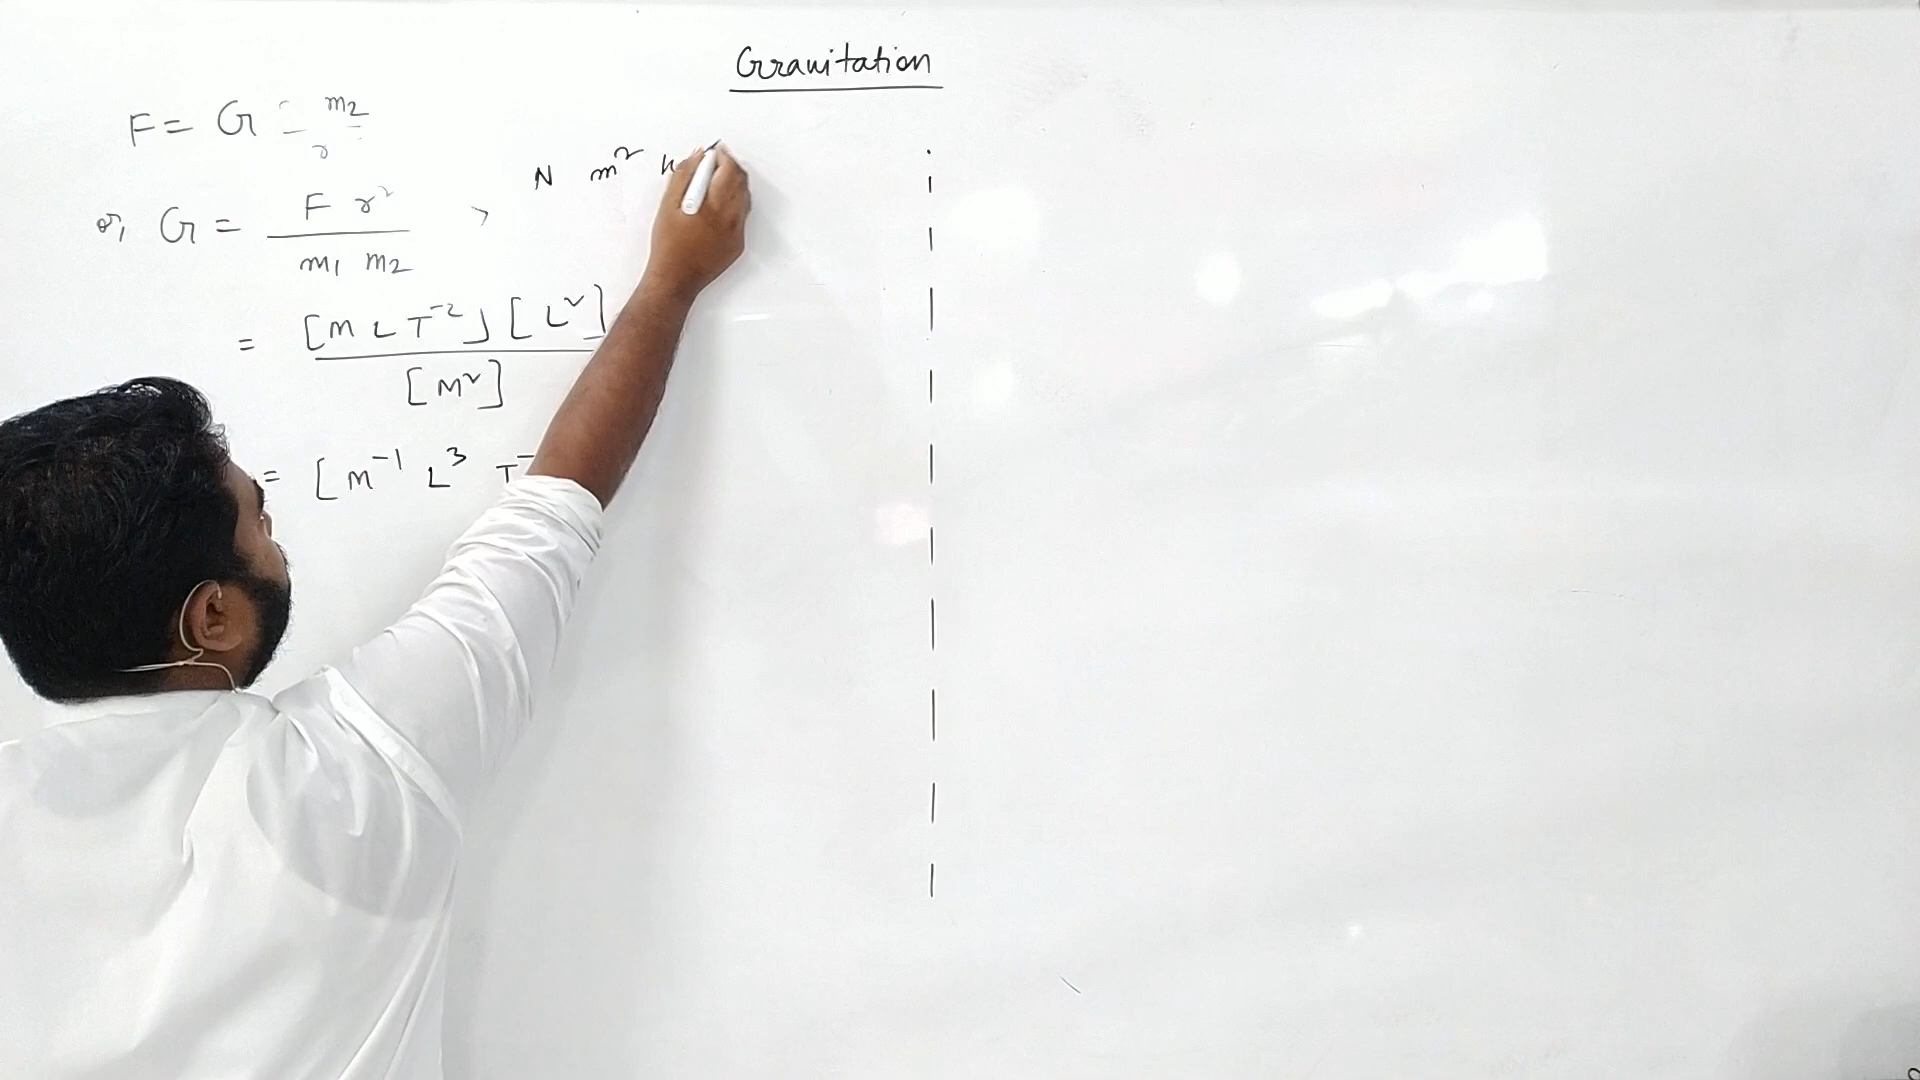 Gravitation
F = G m2
r
or, G = F r²
m1 m2
N m² k
= [M L T⁻²] [L²]
[M²]
= [M⁻¹ L³ T⁻